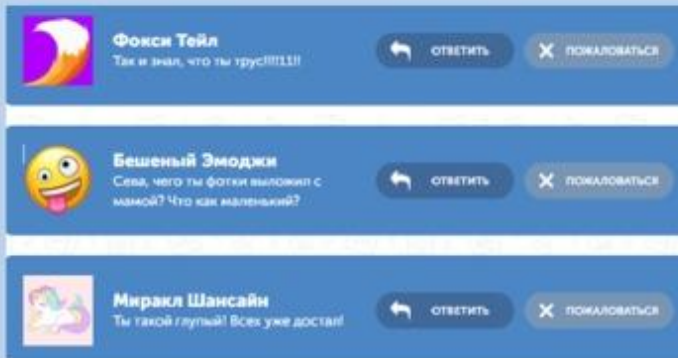 Фокси Тейл
Так и знал, что ты трус!!!!11!!
ОТВЕТИТЬ
ПОЖАЛОВАТЬСЯ
Бешеный Эмоджи
Сева, чего ты фотки выложил с
мамой? Что как маленький?
ОТВЕТИТЬ
ПОЖАЛОВАТЬСЯ
Миракл Шансайн
Ты такой глупый! Всех уже достал!
ОТВЕТИТЬ
ПОЖАЛОВАТЬСЯ